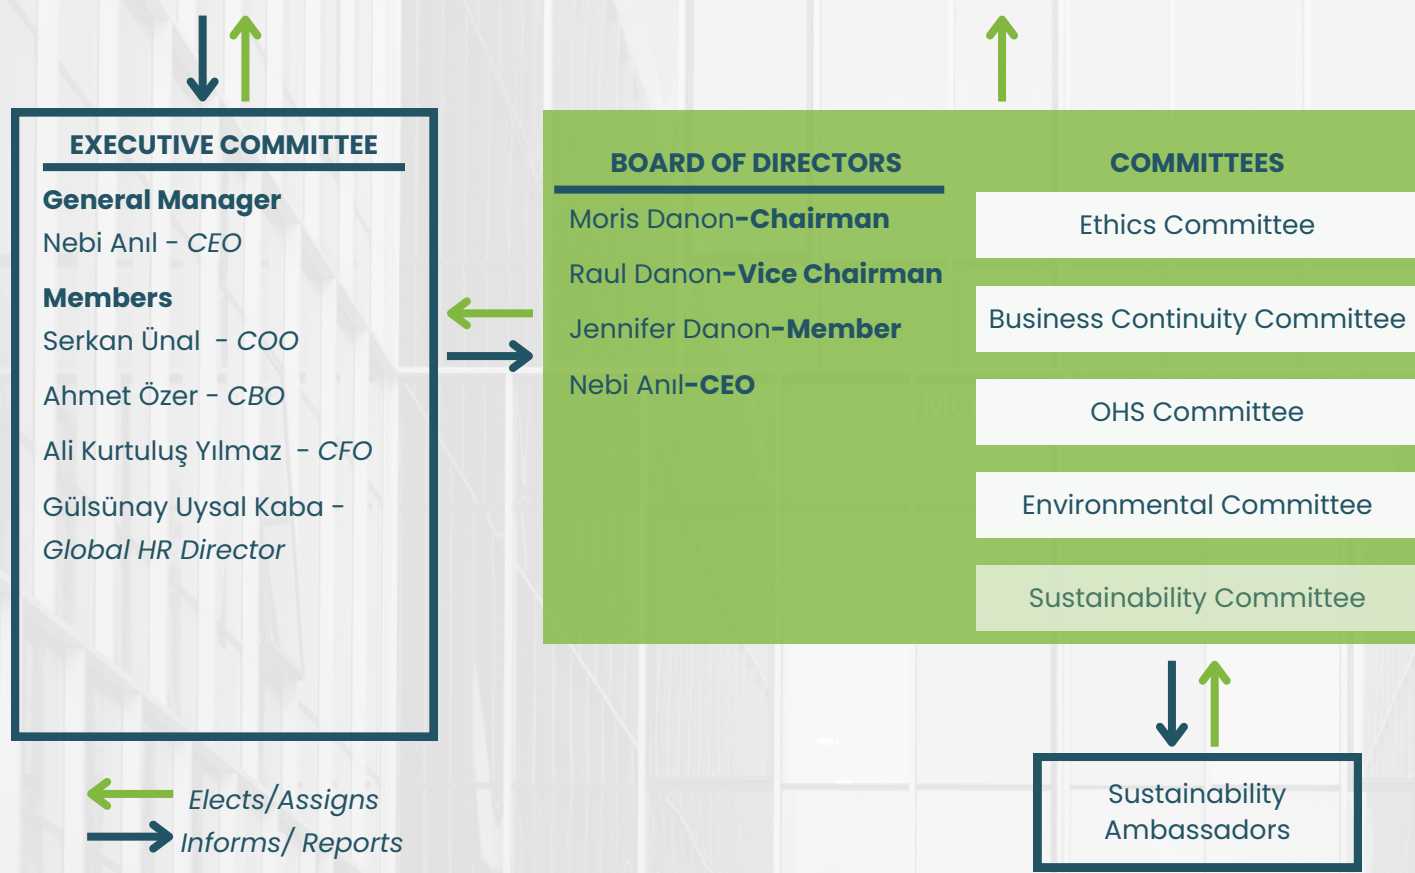 EXECUTIVE COMMITTEE
General Manager
Nebi Anıl - CEO
Members
Serkan Ünal - COO
Ahmet Özer - CBO
Ali Kurtuluş Yılmaz - CFO
Gülsünay Uysal Kaba -
Global HR Director
BOARD OF DIRECTORS
Moris Danon-Chairman
Raul Danon-Vice Chairman
Jennifer Danon-Member
Nebi Anıl-CEO
COMMITTEES
Ethics Committee
Business Continuity Committee
OHS Committee
Environmental Committee
Sustainability Committee
Sustainability
Ambassadors
Elects/Assigns
Informs/ Reports